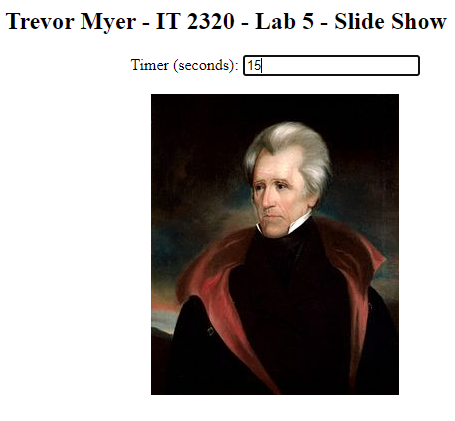 Trevor Myer - IT 2320 - Lab 5 - Slide Show
Timer (seconds): 15